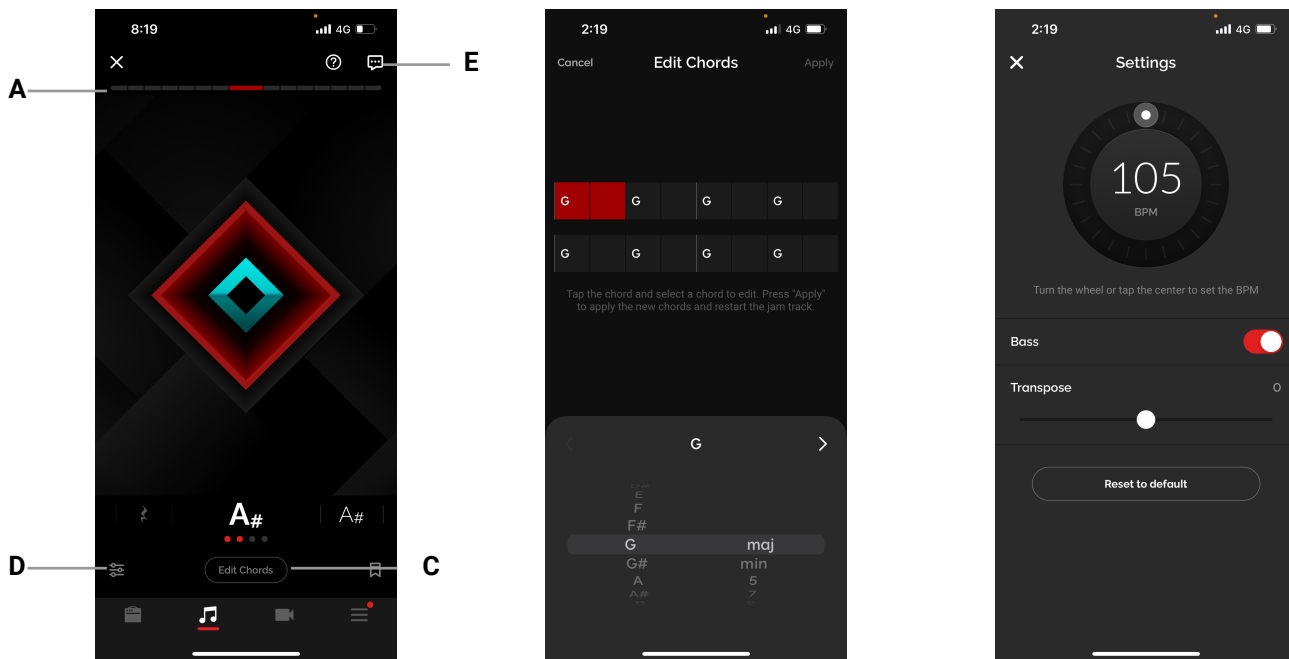 8:19
4G
E
A
A#
A#
D
Edit Chords
C
2:19
4G
Cancel
Edit Chords
Apply
G
G
G
G
G
G
G
G
Tap the chord and select a chord to edit. Press "Apply"
to apply the new chords and restart the jam track.
G
E
F
F#
G maj
G# min
A 5
A# 7
2:19
4G
Settings
105
BPM
Turn the wheel or tap the center to set the BPM
Bass
Transpose 0
Reset to default